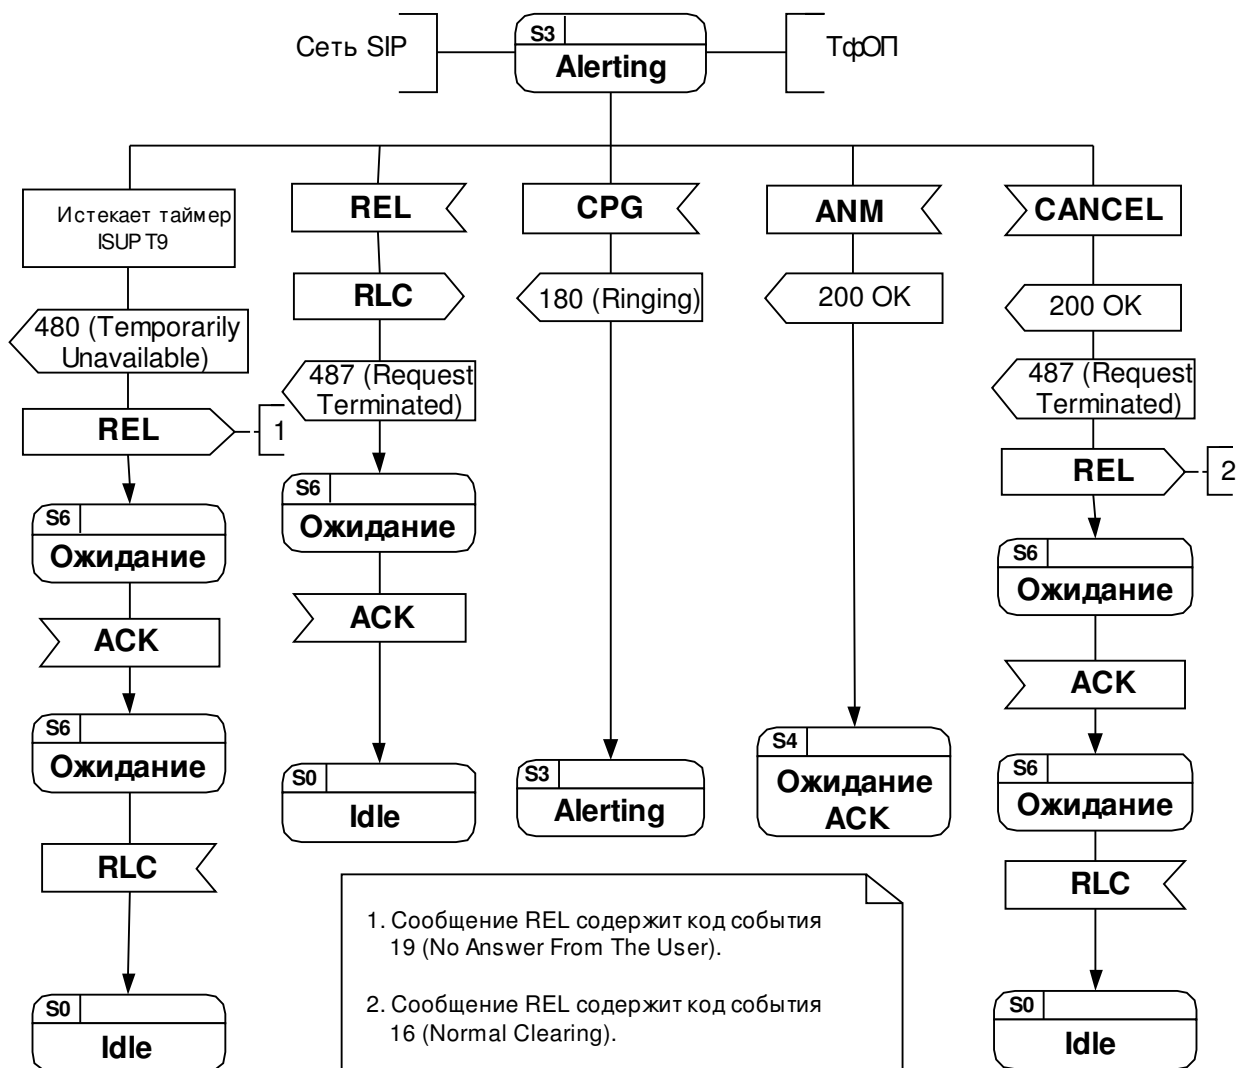 Сеть SIP
S3
Alerting
ТфОП
Истекает таймер
ISUP T9
480 (Temporarily
Unavailable)
REL
1
S6
Ожидание
ACK
S6
Ожидание
RLC
S0
Idle
REL
RLC
487 (Request
Terminated)
S6
Ожидание
ACK
S0
Idle
CPG
180 (Ringing)
S3
Alerting
ANM
200 OK
S4
Ожидание
ACK
CANCEL
200 OK
487 (Request
Terminated)
REL
2
S6
Ожидание
ACK
S6
Ожидание
RLC
S0
Idle
1. Сообщение REL содержит код события
19 (No Answer From The User).
2. Сообщение REL содержит код события
16 (Normal Clearing).